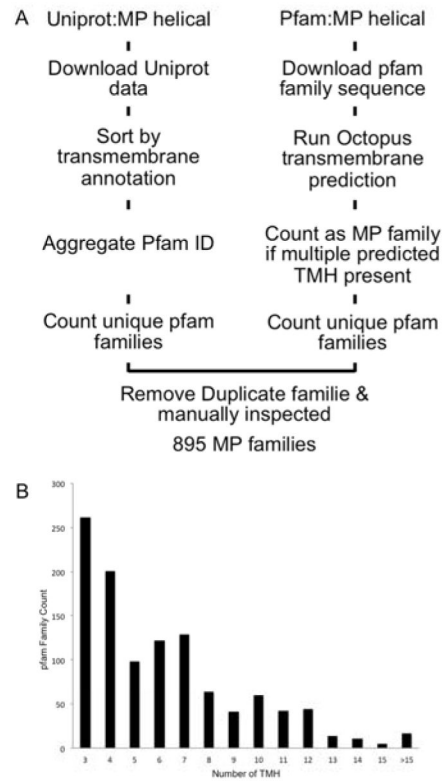 A
Uniprot:MP helical
Download Uniprot
data
Sort by
transmembrane
annotation
Aggregate Pfam ID
Count unique pfam
families
Pfam:MP helical
Download pfam
family sequence
Run Octopus
transmembrane
prediction
Count as MP family
if multiple predicted
TMH present
Count unique pfam
families
Remove Duplicate familie &
manually inspected
895 MP families
B
pfam Family Count
300
250
200
150
100
50
0
3 4 5 6 7 8 9 10 11 12 13 14 15 >15
Number of TMH